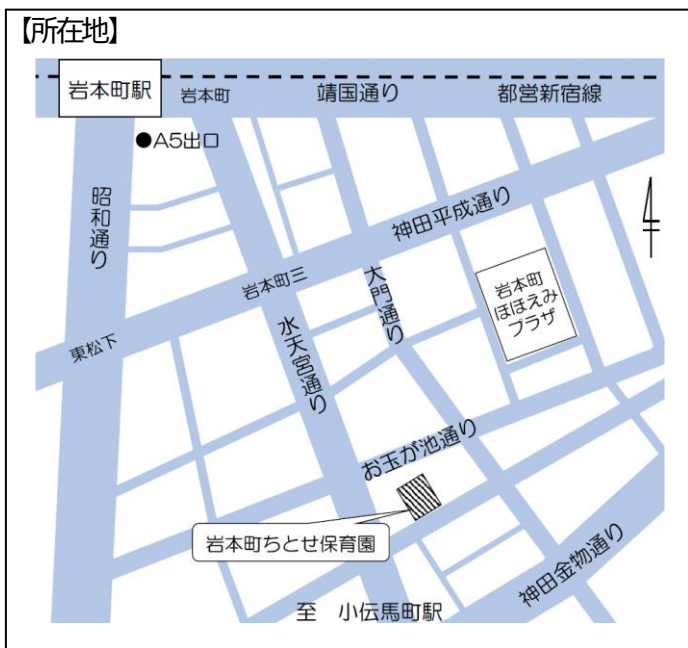 【所在地】
岩本町駅
岩本町
靖国通り
都営新宿線
●A5出口
昭和通り
神田平成通り
岩本町三
大門通り
岩本町
ほほえみ
プラザ
東松下
水天宮通り
お玉が池通り
岩本町ちとせ保育園
神田金物通り
至 小伝馬町駅